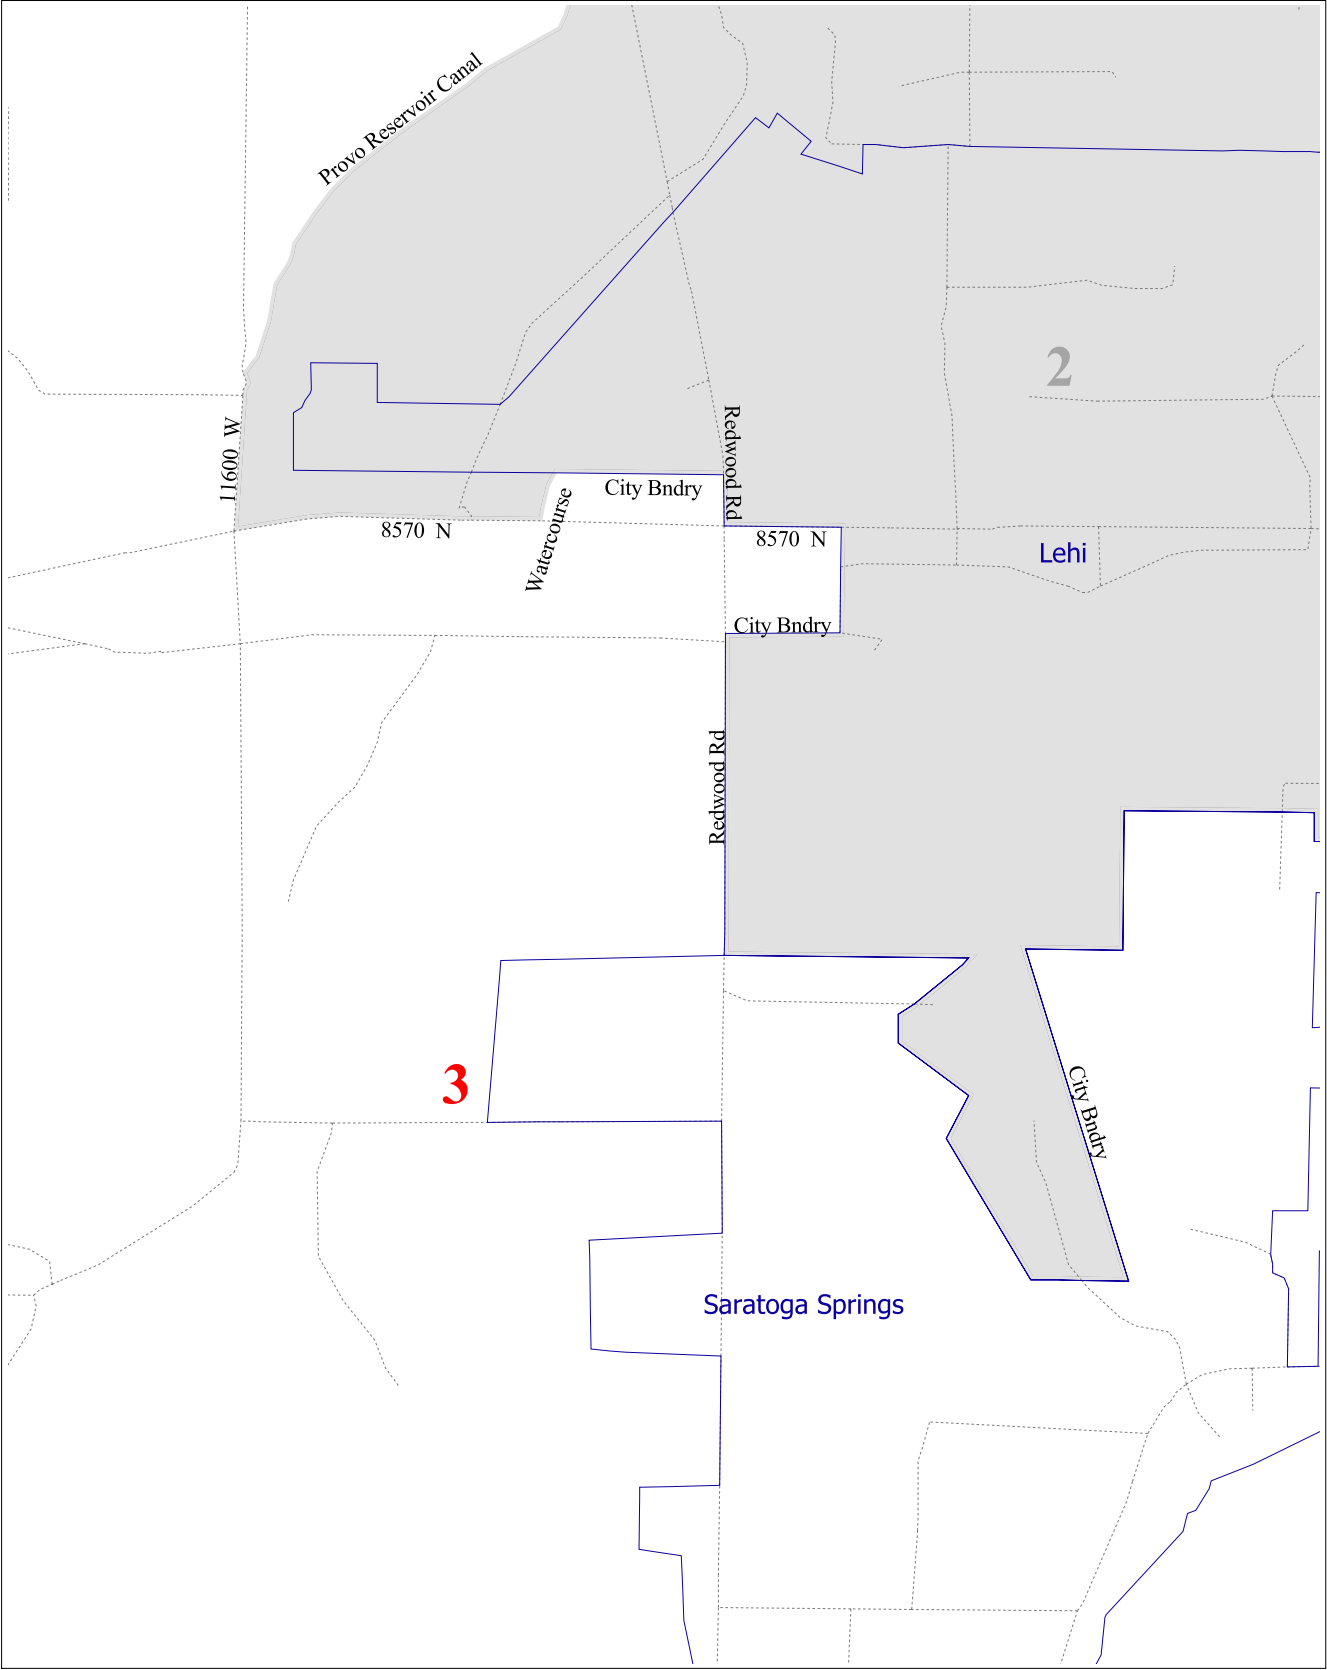 Provo Reservoir Canal
2
11600 W
Redwood Rd
City Bndry
8570 N
Watercourse
8570 N
Lehi
City Bndry
Redwood Rd
3
City Bndry
Saratoga Springs